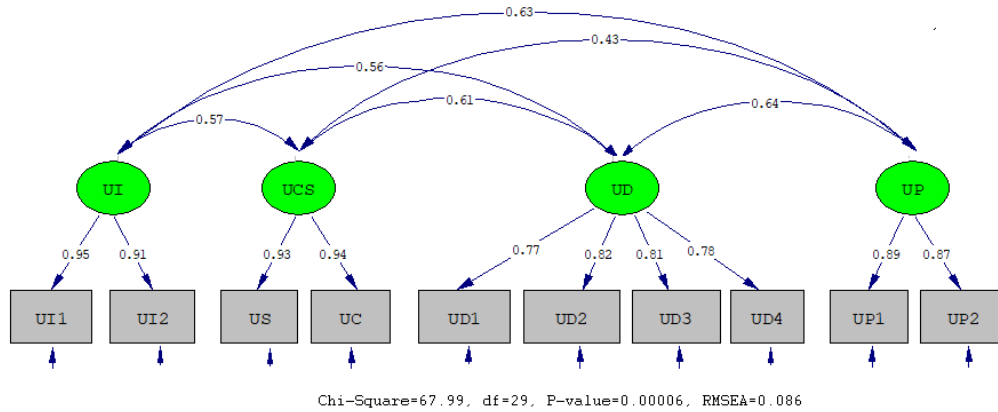 0.63
0.43
0.56
0.61
0.64
0.57
UI UCS UD UP
0.95 0.91 0.93 0.94 0.77 0.82 0.81 0.78 0.89 0.87
UI1 UI2 US UC UD1 UD2 UD3 UD4 UP1 UP2
Chi-Square=67.99, df=29, P-value=0.00006, RMSEA=0.086